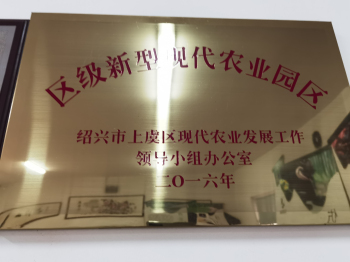 区级新型现代农业园区
绍兴市上虞区现代农业发展工作
领导小组办公室
二〇一六年